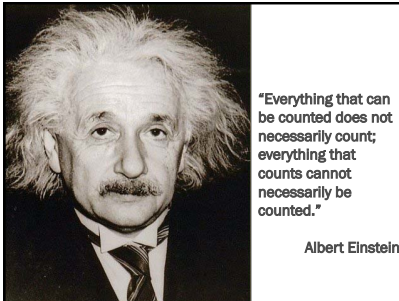 “Everything that can
be counted does not
necessarily count;
everything that
counts cannot
necessarily be
counted.”
Albert Einstein